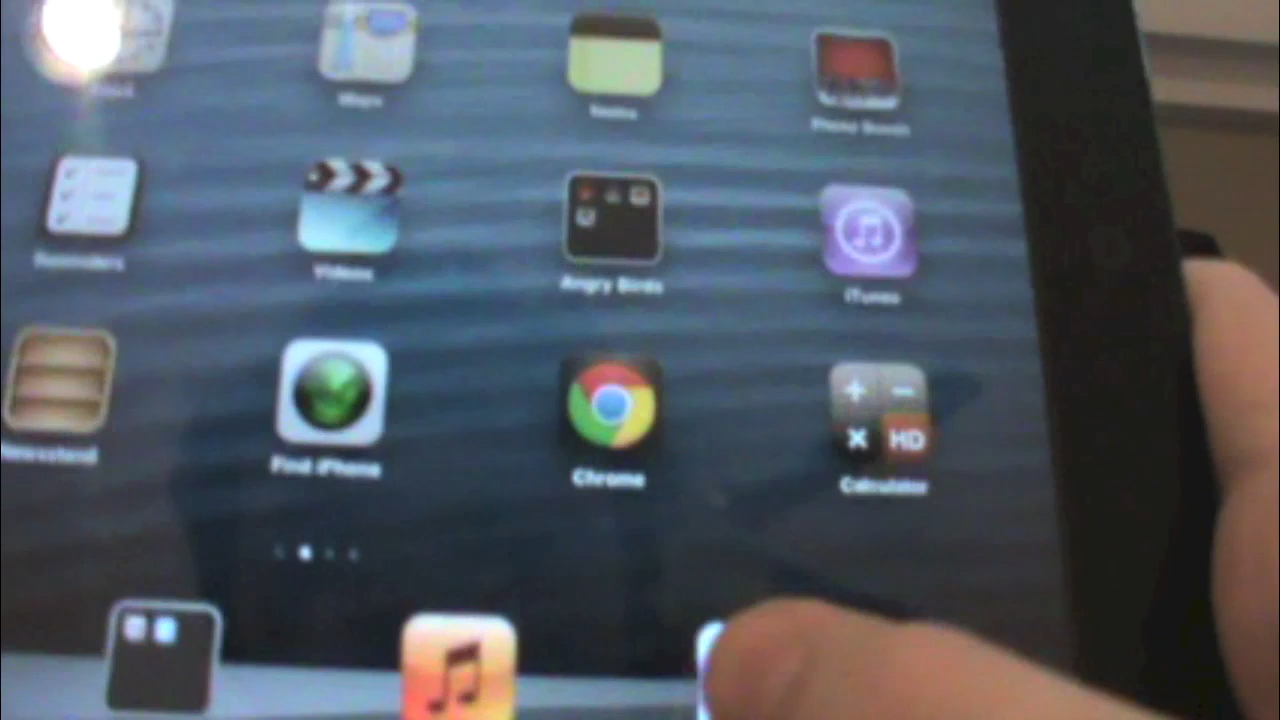 Maps
Notes
Photo Booth
Reminders
Videos
Angry Birds
iTunes
Newsstand
Find iPhone
Chrome
+ −
x HD
Calculator